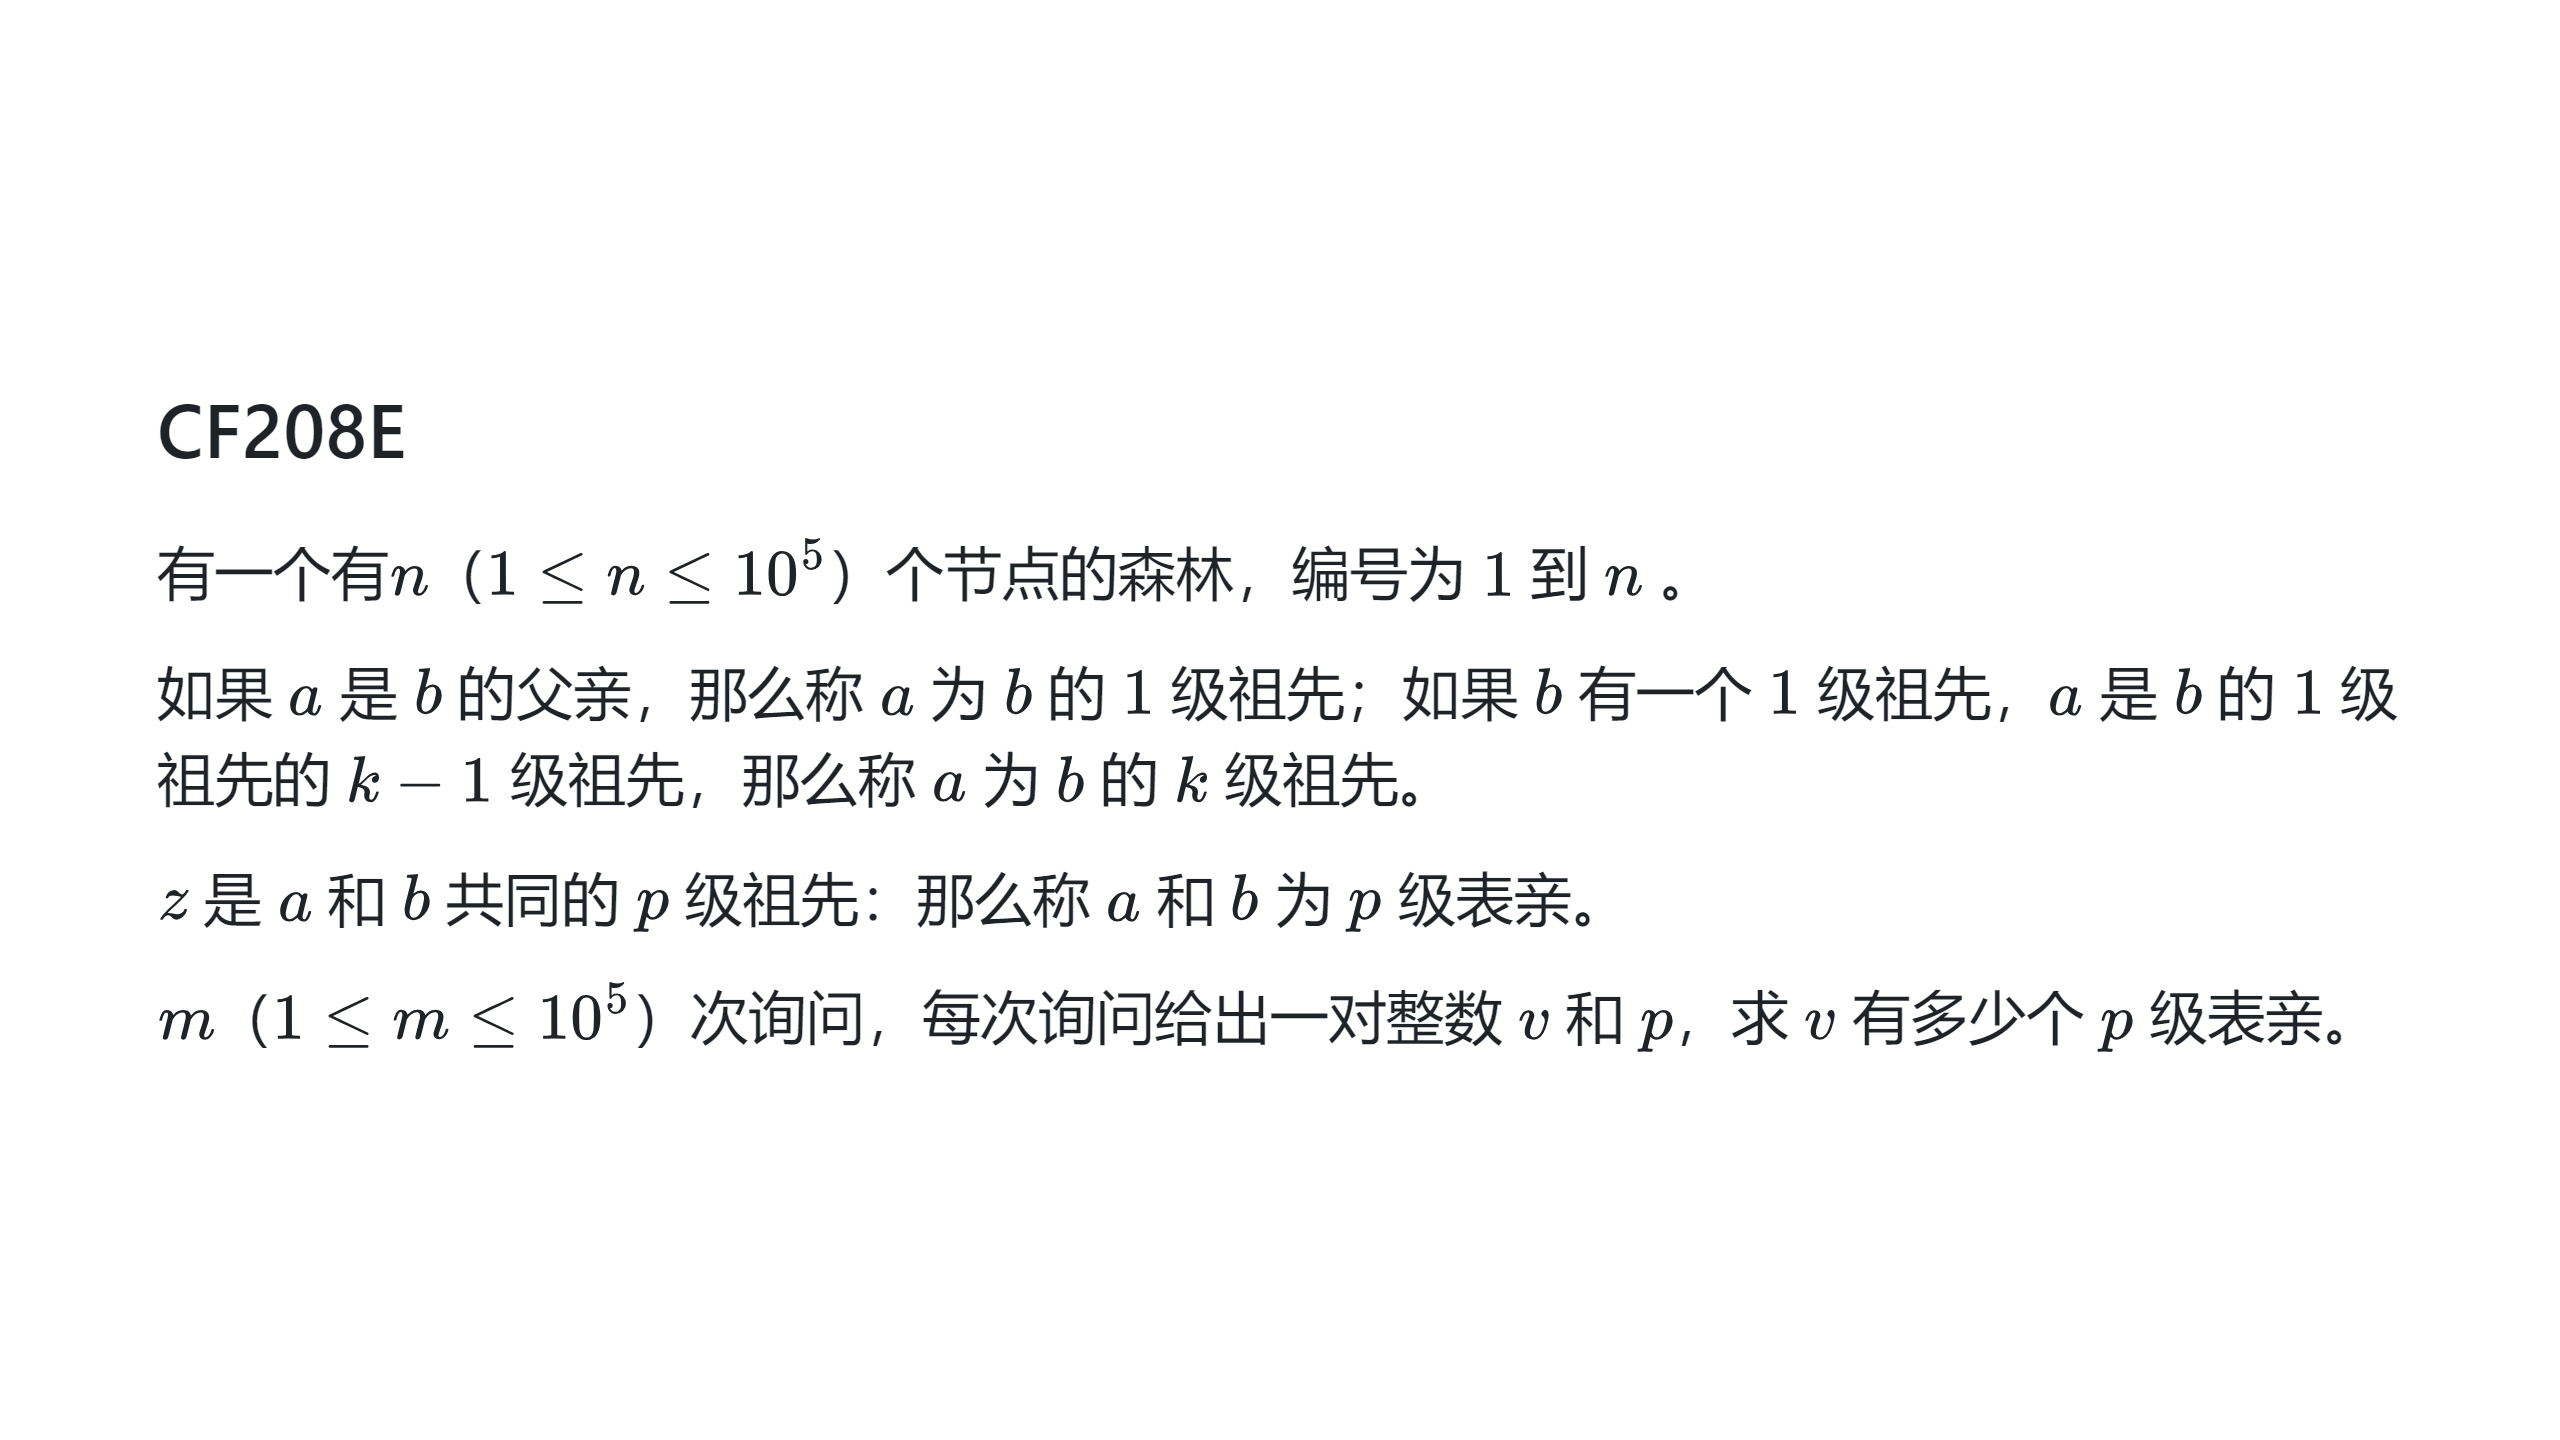 CF208E
有一个有n（1 ≤ n ≤ 10⁵）个节点的森林，编号为 1 到 n 。
如果 a 是 b 的父亲，那么称 a 为 b 的 1 级祖先；如果 b 有一个 1 级祖先，a 是 b 的 1 级
祖先的 k − 1 级祖先，那么称 a 为 b 的 k 级祖先。
z 是 a 和 b 共同的 p 级祖先：那么称 a 和 b 为 p 级表亲。
m（1 ≤ m ≤ 10⁵）次询问，每次询问给出一对整数 v 和 p，求 v 有多少个 p 级表亲。